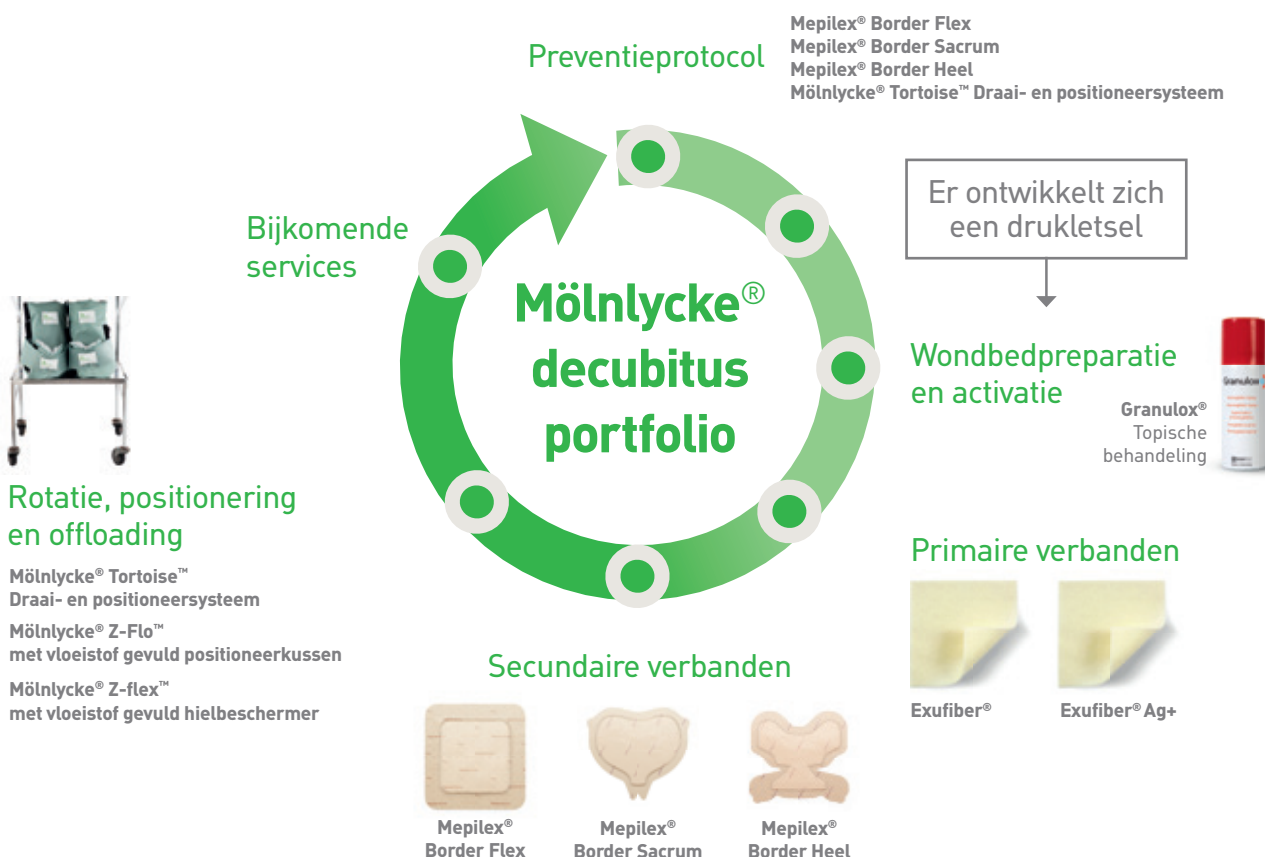 Preventieprotocol
Mepilex® Border Flex
Mepilex® Border Sacrum
Mepilex® Border Heel
Mölnlycke® Tortoise™ Draai- en positioneersysteem
Er ontwikkelt zich
een drukletsel
Bijkomende
services
Mölnlycke®
decubitus
portfolio
Wondbedpreparatie
en activatie
Granulox®
Topische
behandeling
Granulox
Rotatie, positionering
en offloading
Mölnlycke® Tortoise™
Draai- en positioneersysteem
Mölnlycke® Z-Flo™
met vloeistof gevuld positioneerkussen
Mölnlycke® Z-flex™
met vloeistof gevuld hielbeschermer
Primaire verbanden
Exufiber®
Exufiber® Ag+
Secundaire verbanden
Mepilex®
Border Flex
Mepilex®
Border Sacrum
Mepilex®
Border Heel